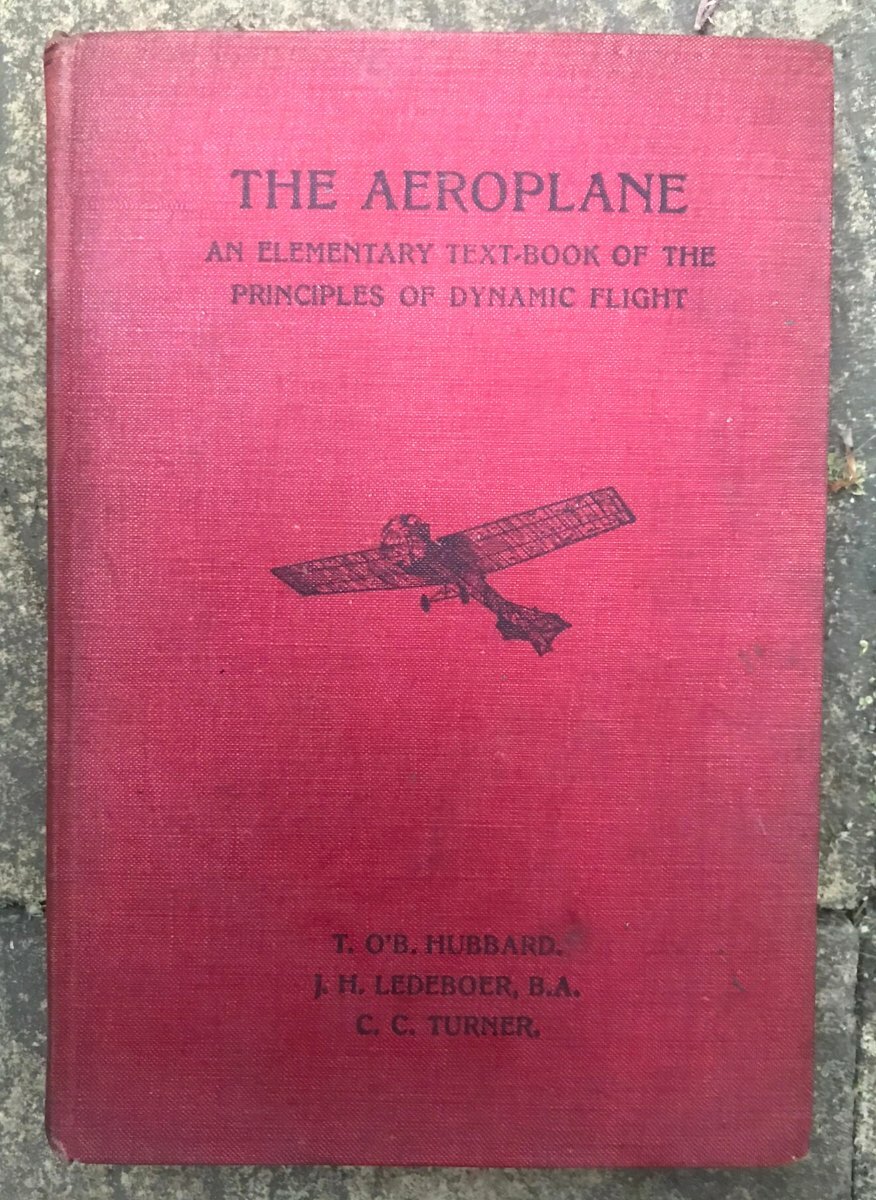 THE AEROPLANE
AN ELEMENTARY TEXT-BOOK OF THE
PRINCIPLES OF DYNAMIC FLIGHT
T. O'B. HUBBARD.
J. H. LEDEBOER, B.A.
C. C. TURNER.